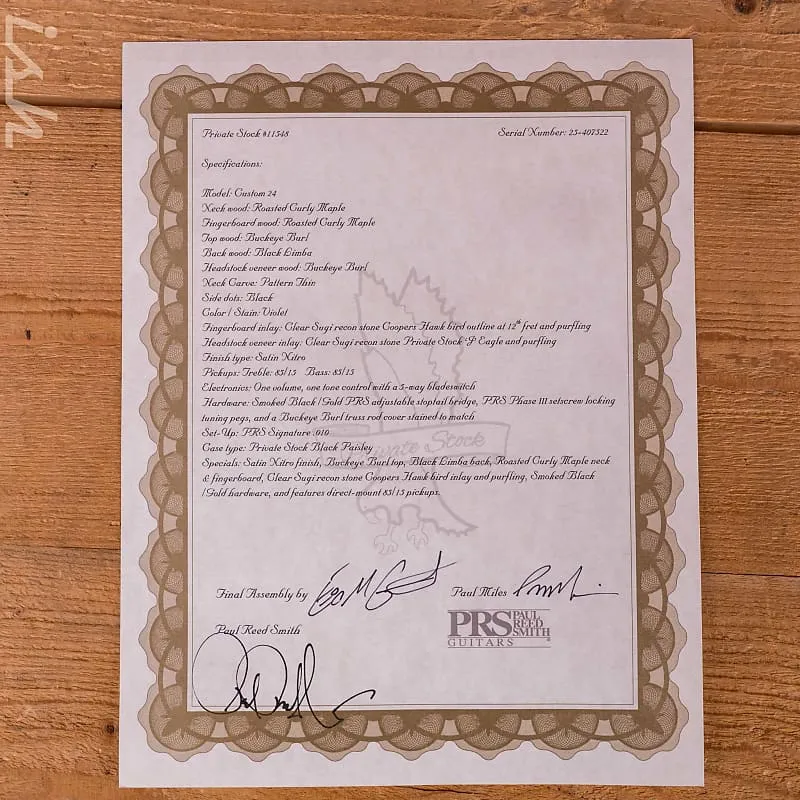 ish
Private Stock #11548 Serial Number: 25-407322
Specifications:
Model: Custom 24
Neck wood: Roasted Curly Maple
Fingerboard wood: Roasted Curly Maple
Top wood: Buckeye Burl
Back wood: Black Limba
Headstock veneer wood: Buckeye Burl
Neck Carve: Pattern Thin
Side dots: Black
Color / Stain: Violet
Fingerboard inlay: Clear Sugi recon stone Coopers Hawk bird outline at 12th fret and purfling
Headstock veneer inlay: Clear Sugi recon stone Private Stock 'P' Eagle and purfling
Finish type: Satin Nitro
Pickups: Treble: 85/15 Bass: 85/15
Electronics: One volume, one tone control with a 5-way bladeswitch
Hardware: Smoked Black / Gold PRS adjustable stoptail bridge, PRS Phase III setscrew locking
tuning pegs, and a Buckeye Burl truss rod cover stained to match
Set-Up: PRS Signature .010
Private Stock
Case type: Private Stock Black Paisley
Specials: Satin Nitro finish, Buckeye Burl top, Black Limba back, Roasted Curly Maple neck
& fingerboard, Clear Sugi recon stone Coopers Hawk bird inlay and purfling, Smoked Black
/Gold hardware, and features direct-mount 85/15 pickups.
Final Assembly by Paul Miles
Paul Reed Smith
PRS PAUL REED SMITH
GUITARS